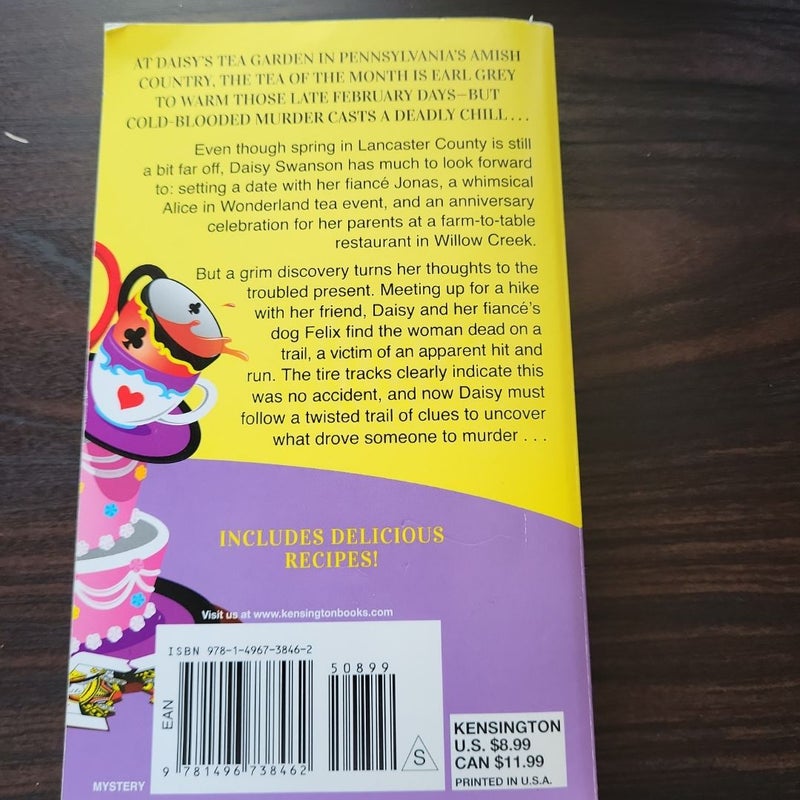 AT DAISY'S TEA GARDEN IN PENNSYLVANIA'S AMISH
COUNTRY, THE TEA OF THE MONTH IS EARL GREY
TO WARM THOSE LATE FEBRUARY DAYS—BUT
COLD-BLOODED MURDER CASTS A DEADLY CHILL . . .
Even though spring in Lancaster County is still
a bit far off, Daisy Swanson has much to look forward
to: setting a date with her fiancé Jonas, a whimsical
Alice in Wonderland tea event, and an anniversary
celebration for her parents at a farm-to-table
restaurant in Willow Creek.
But a grim discovery turns her thoughts to the
troubled present. Meeting up for a hike
with her friend, Daisy and her fiancé's
dog Felix find the woman dead on a
trail, a victim of an apparent hit and
run. The tire tracks clearly indicate this
was no accident, and now Daisy must
follow a twisted trail of clues to uncover
what drove someone to murder . . .
INCLUDES DELICIOUS
RECIPES!
Visit us at www.kensingtonbooks.com
ISBN 978-1-4967-3846-2
50899
EAN
9 781496 738462
S
MYSTERY
KENSINGTON
U.S. $8.99
CAN $11.99
PRINTED IN U.S.A.